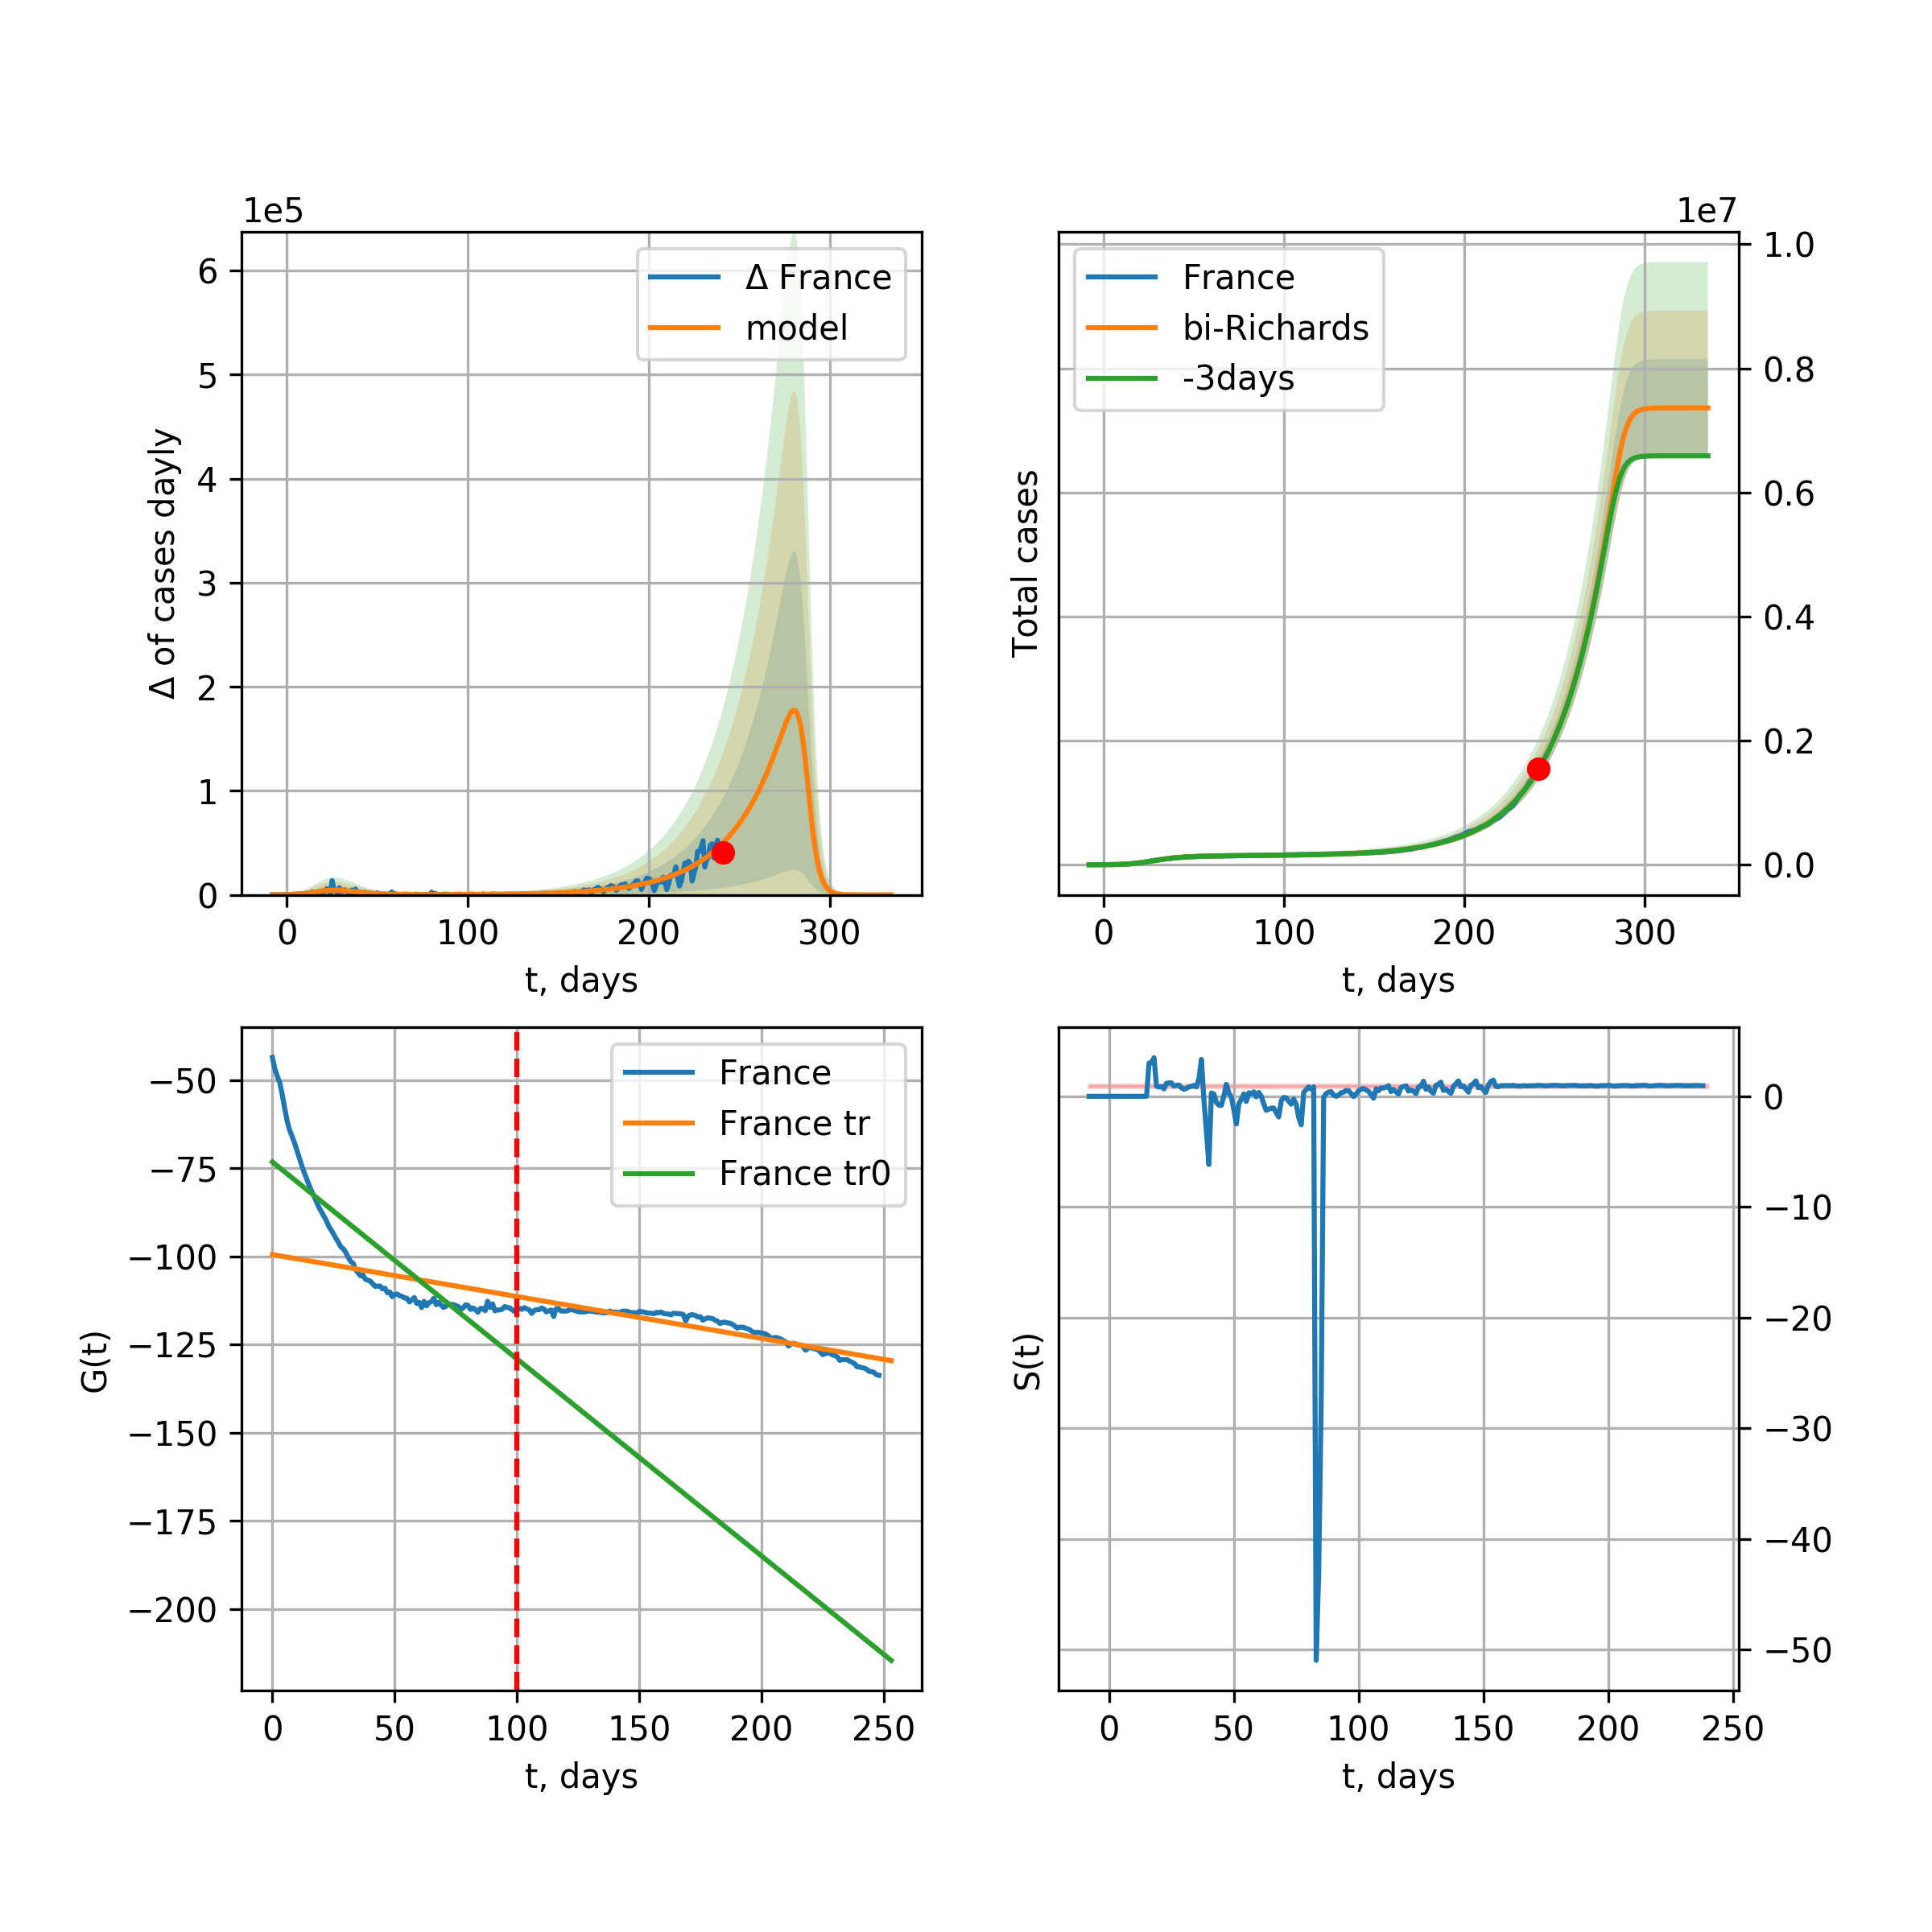 1e5
Δ of cases dayly
6
5
4
3
2
1
0
Δ France
model
0
100
200
300
t, days
1e7
Total cases
France
bi-Richards
-3days
1.0
0.8
0.6
0.4
0.2
0.0
0
100
200
300
t, days
G(t)
−50
−75
−100
−125
−150
−175
−200
France
France tr
France tr0
0
50
100
150
200
250
t, days
S(t)
0
−10
−20
−30
−40
−50
0
50
100
150
200
250
t, days